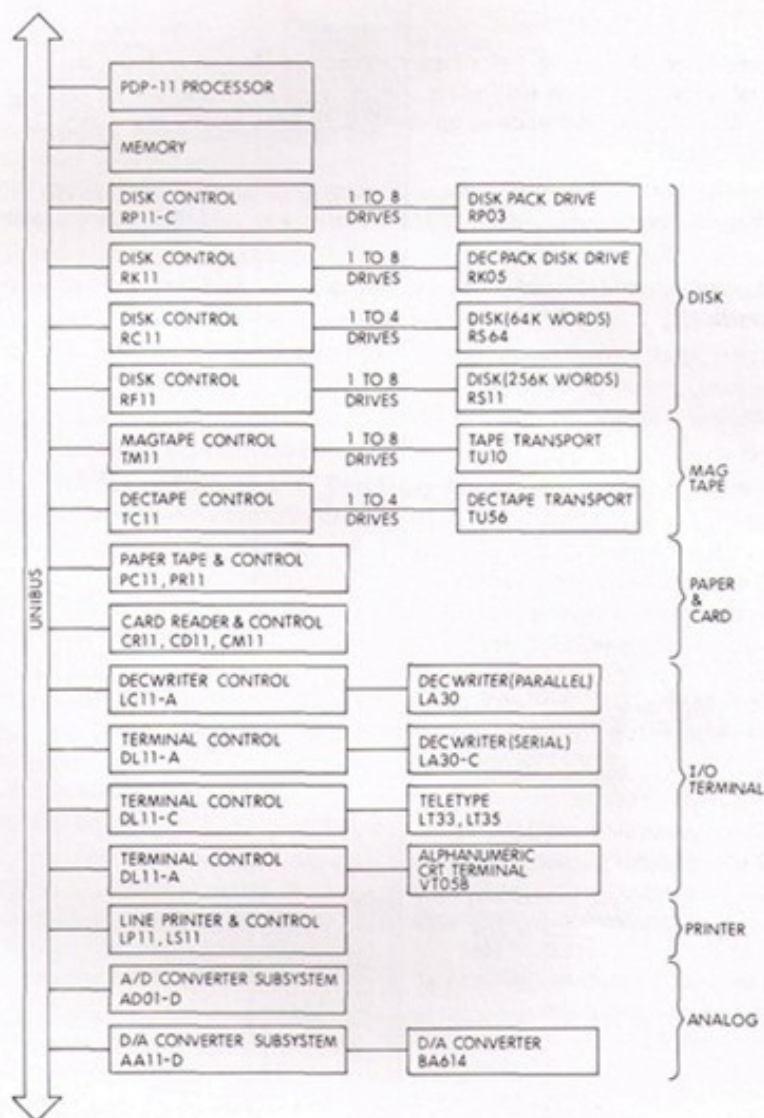 UNIBUS
PDP-11 PROCESSOR
MEMORY
DISK CONTROL
RP11-C
1 TO 8
DRIVES
DISK PACK DRIVE
RP03
DISK CONTROL
RK11
1 TO 8
DRIVES
DECPACK DISK DRIVE
RK05
DISK CONTROL
RC11
1 TO 4
DRIVES
DISK(64K WORDS)
RS64
DISK CONTROL
RF11
1 TO 8
DRIVES
DISK(256K WORDS)
RS11
DISK
MAGTAPE CONTROL
TM11
1 TO 8
DRIVES
TAPE TRANSPORT
TU10
DECTAPE CONTROL
TC11
1 TO 4
DRIVES
DECTAPE TRANSPORT
TU56
MAG
TAPE
PAPER TAPE & CONTROL
PC11, PR11
CARD READER & CONTROL
CR11, CD11, CM11
PAPER
&
CARD
DECWRITER CONTROL
LC11-A
DECWRITER(PARALLEL)
LA30
TERMINAL CONTROL
DL11-A
DECWRITER(SERIAL)
LA30-C
TERMINAL CONTROL
DL11-C
TELETYPE
LT33, LT35
TERMINAL CONTROL
DL11-A
ALPHANUMERIC
CRT TERMINAL
VT05B
I/O
TERMINAL
LINE PRINTER & CONTROL
LP11, LS11
PRINTER
A/D CONVERTER SUBSYSTEM
AD01-D
D/A CONVERTER SUBSYSTEM
AA11-D
D/A CONVERTER
BA614
ANALOG